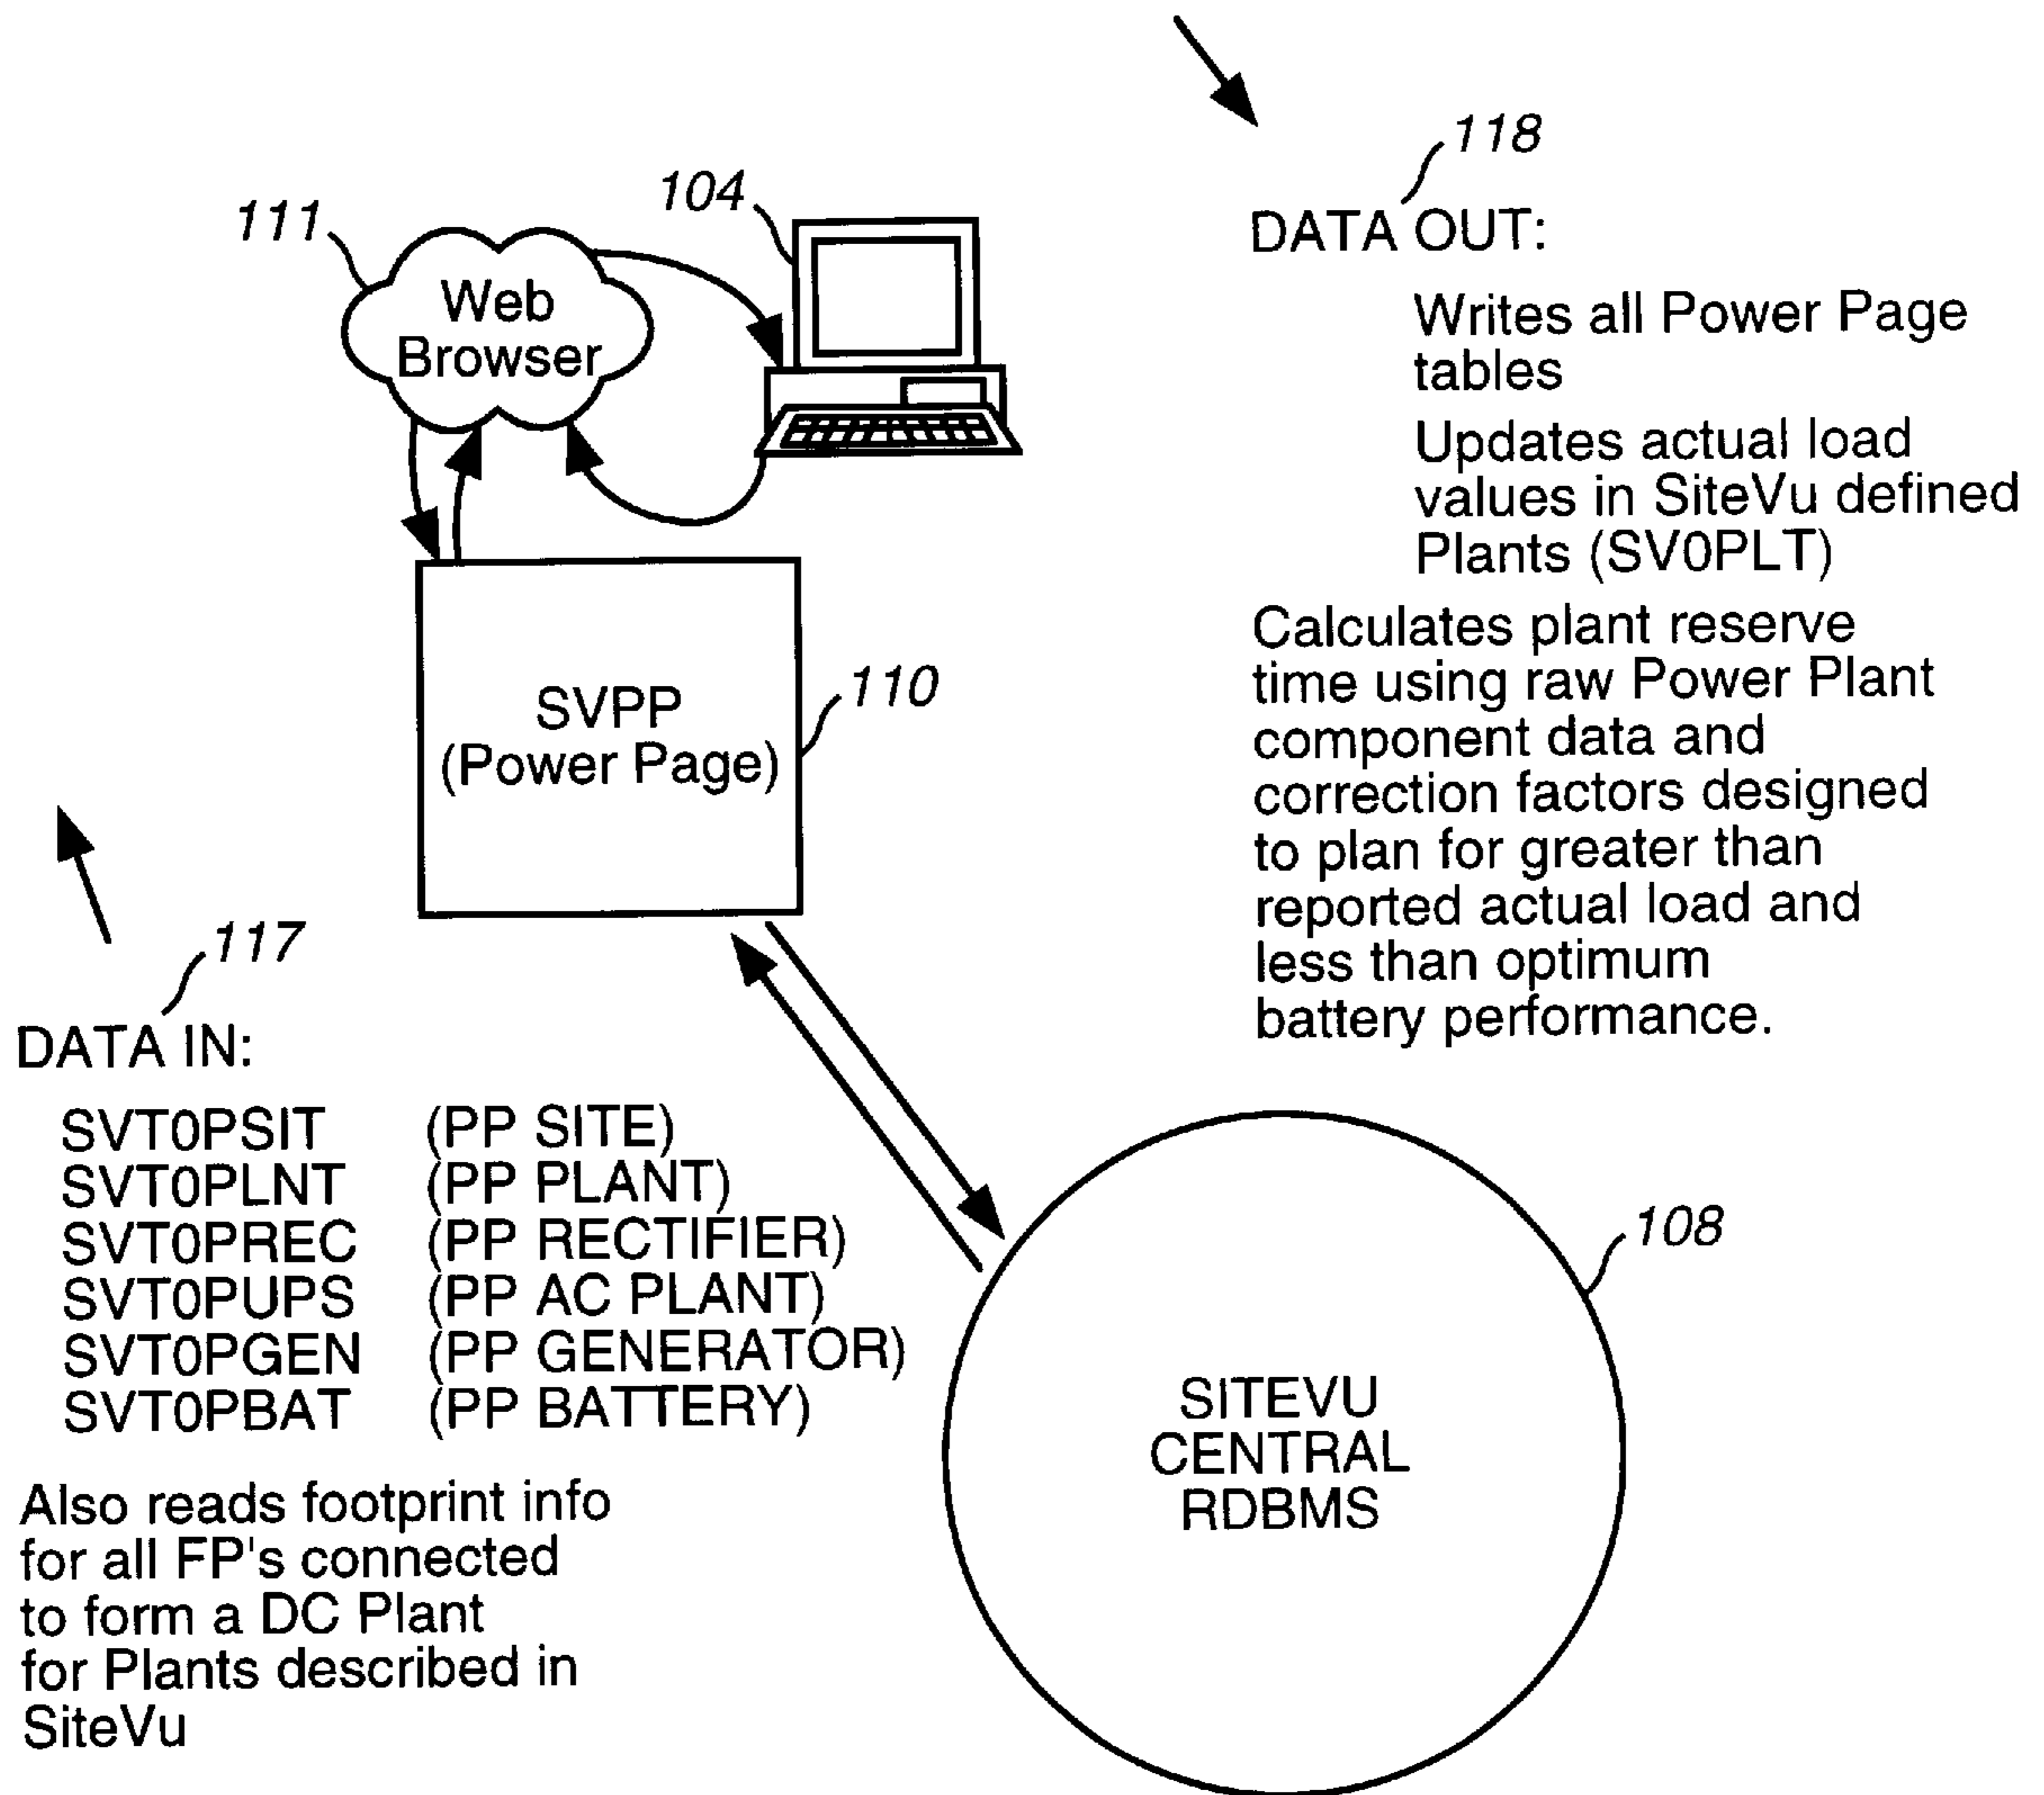 118
DATA OUT:
Writes all Power Page
tables
Updates actual load
values in SiteVu defined
Plants (SV0PLT)
Calculates plant reserve
time using raw Power Plant
component data and
correction factors designed
to plan for greater than
reported actual load and
less than optimum
battery performance.
111
104
Web
Browser
SVPP
(Power Page)
110
117
DATA IN:
SVT0PSIT (PP SITE)
SVT0PLNT (PP PLANT)
SVT0PREC (PP RECTIFIER)
SVT0PUPS (PP AC PLANT)
SVT0PGEN (PP GENERATOR)
SVT0PBAT (PP BATTERY)
Also reads footprint info
for all FP's connected
to form a DC Plant
for Plants described in
SiteVu
108
SITEVU
CENTRAL
RDBMS